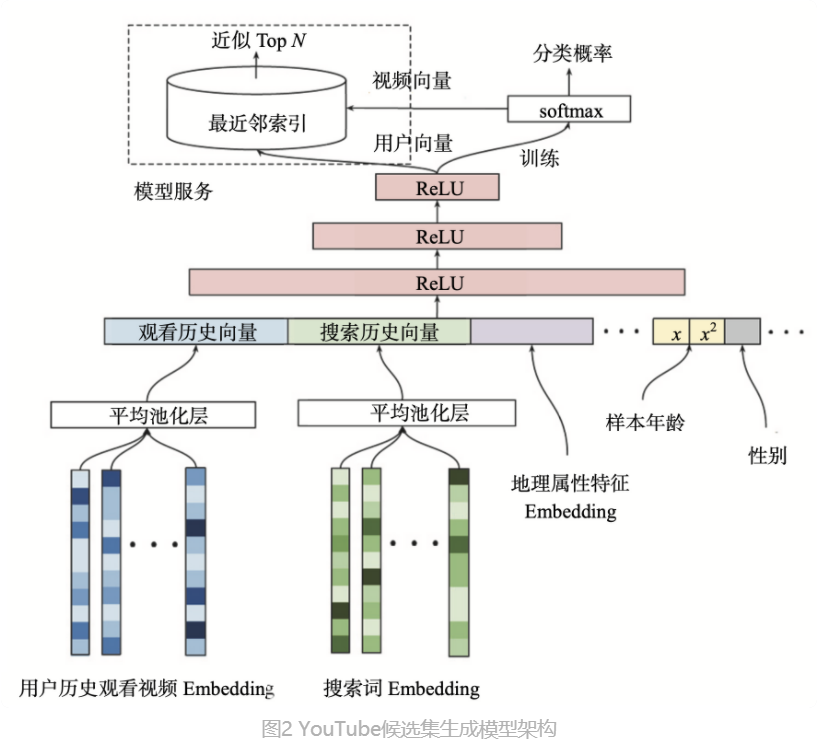 近似 Top N
分类概率
视频向量
softmax
最近邻索引
用户向量
训练
模型服务
ReLU
ReLU
ReLU
观看历史向量
搜索历史向量
x
x²
平均池化层
平均池化层
样本年龄
性别
地理属性特征
Embedding
用户历史观看视频 Embedding
搜索词 Embedding
图2 YouTube候选集生成模型架构